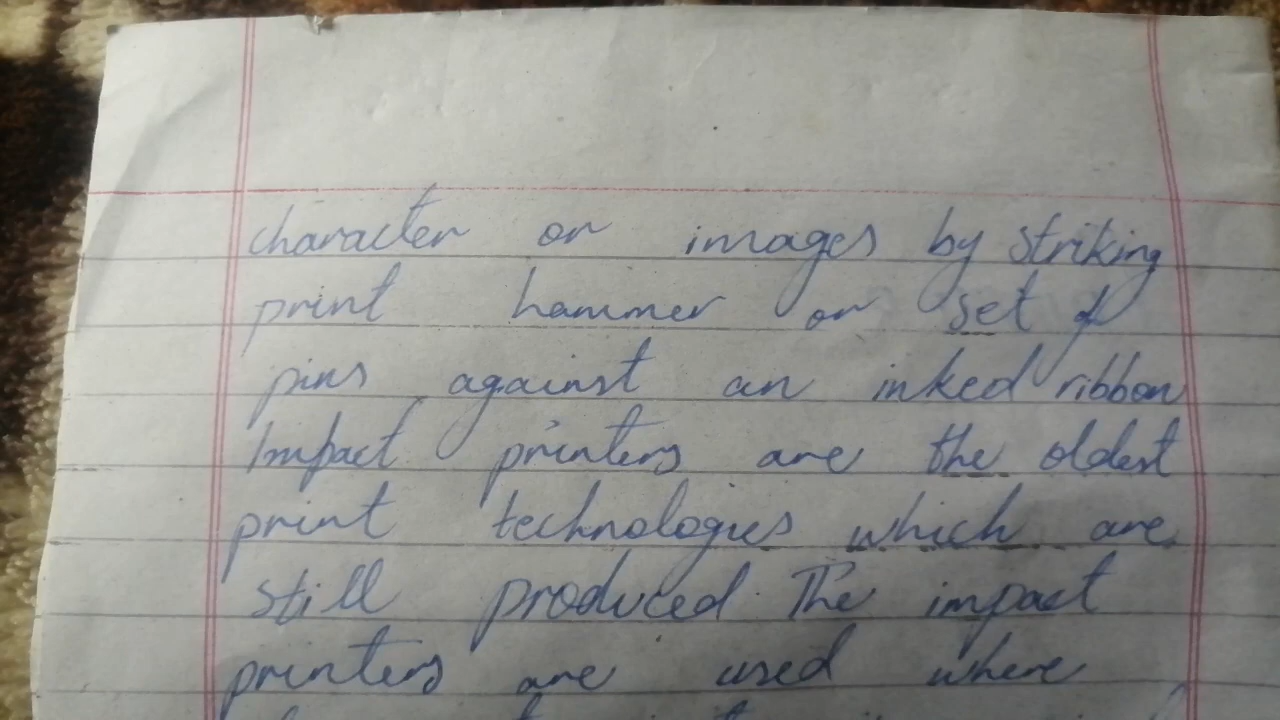 character or images by striking
print hammer or set of
pins against an inked ribbon
Impact printers are the oldest
print technologies which are
still produced. The impact
printers are used where